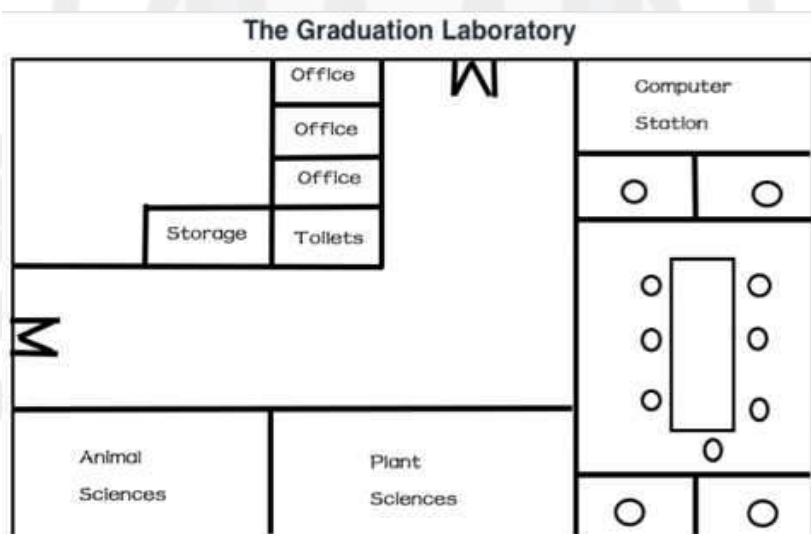 The Graduation Laboratory
Office
Computer
Station
Office
Office
Storage
Toilets
Animal
Sciences
Plant
Sciences